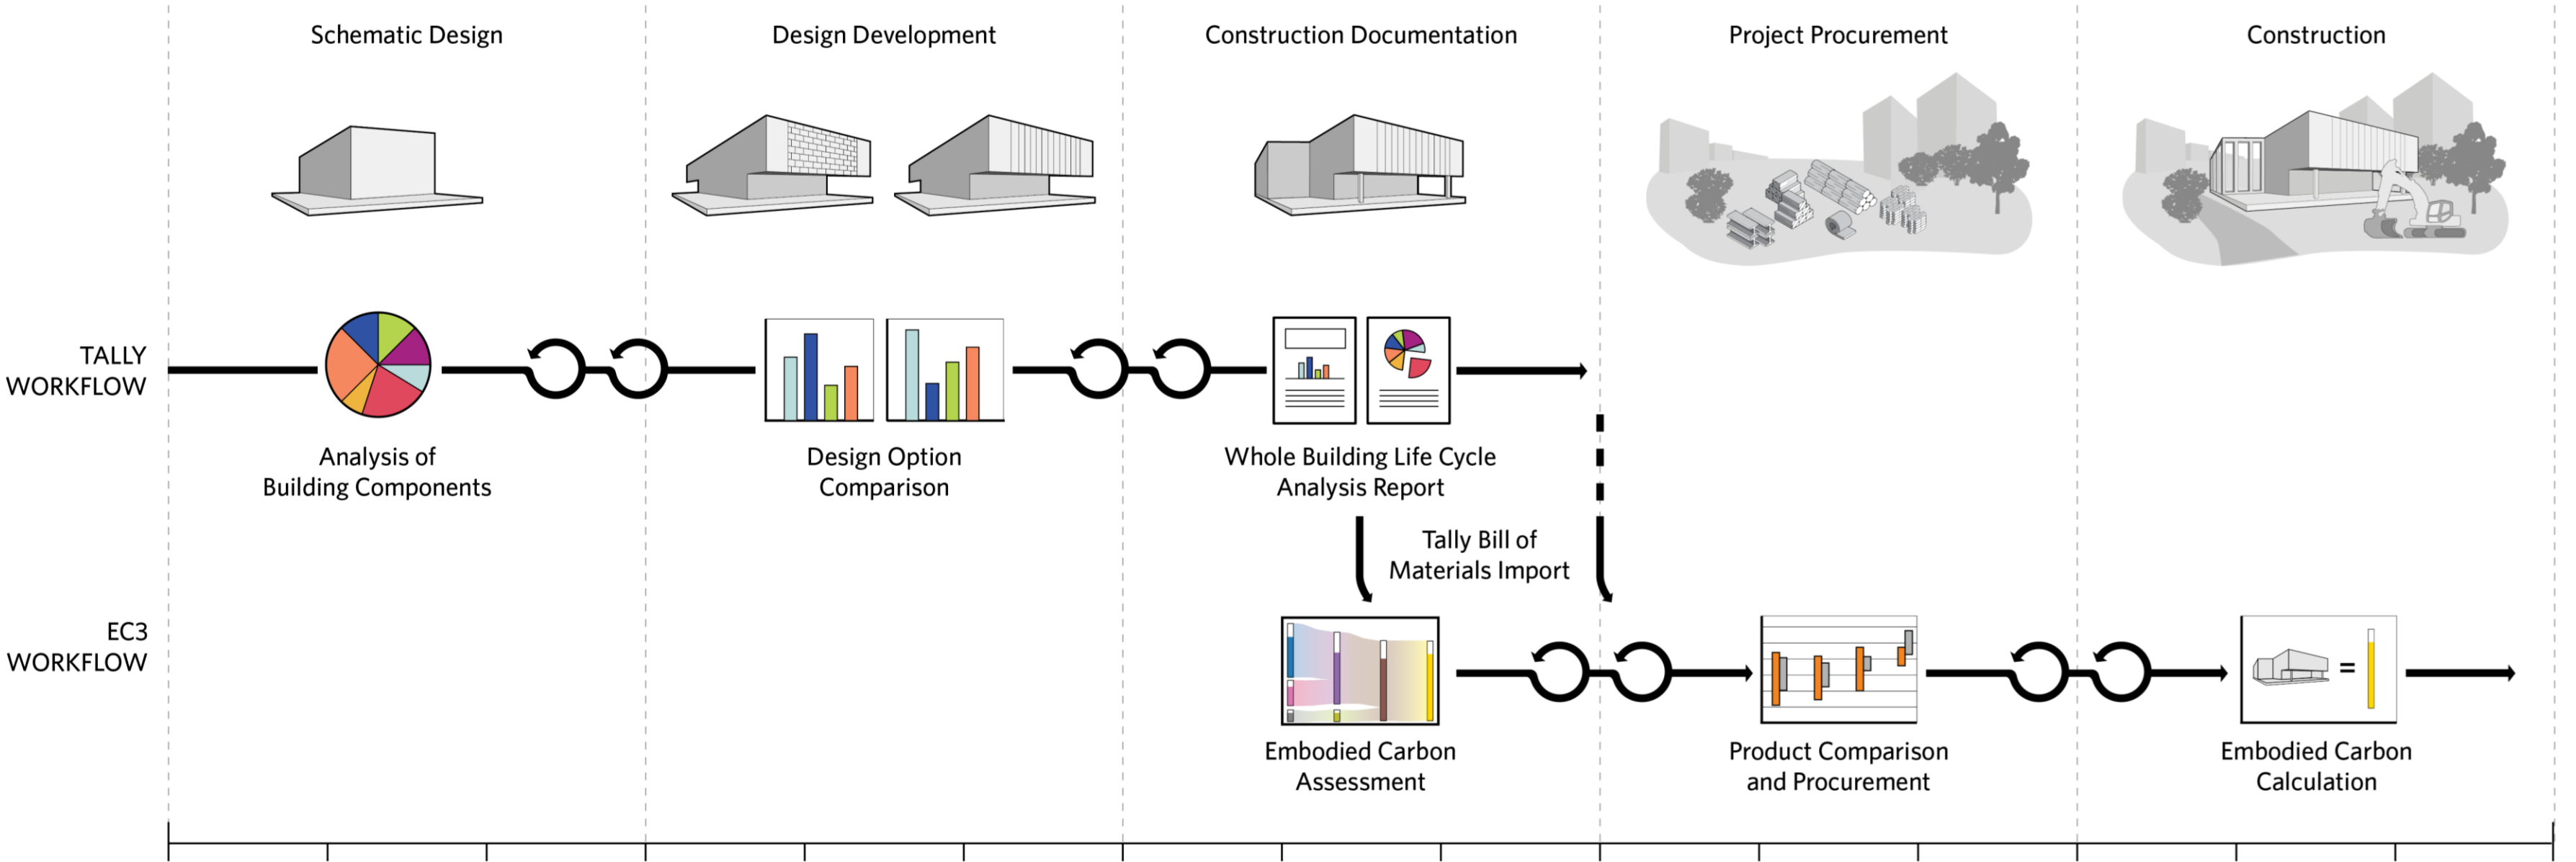 Schematic Design
Design Development
Construction Documentation
Project Procurement
Construction
TALLY
WORKFLOW
Analysis of
Building Components
Design Option
Comparison
Whole Building Life Cycle
Analysis Report
Tally Bill of
Materials Import
EC3
WORKFLOW
=
Embodied Carbon
Assessment
Product Comparison
and Procurement
Embodied Carbon
Calculation